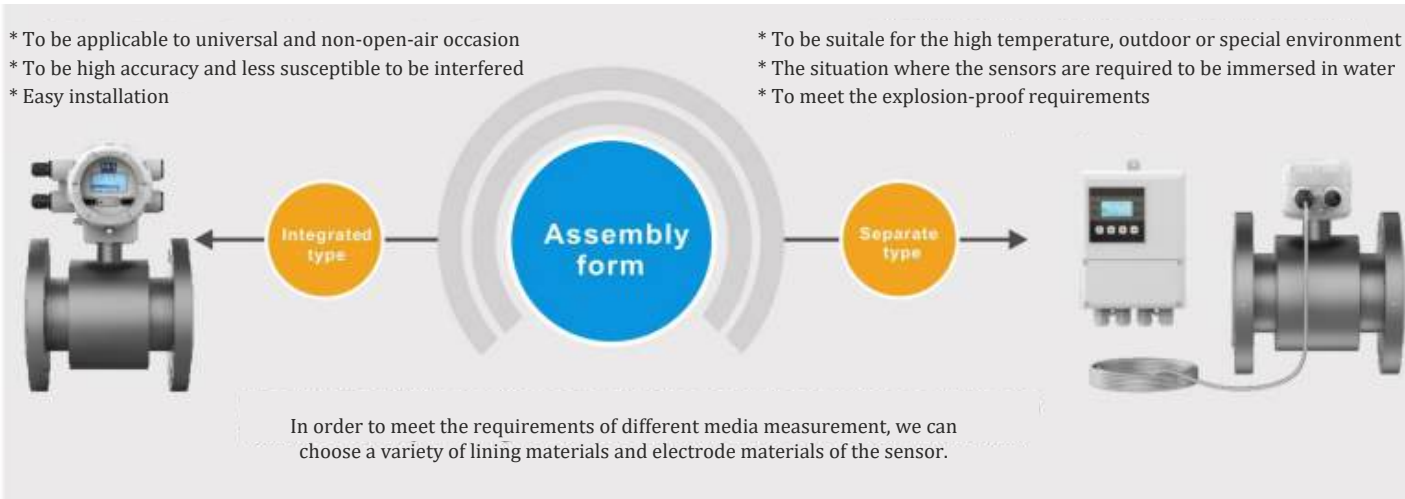 * To be applicable to universal and non-open-air occasion
* To be high accuracy and less susceptible to be interfered
* Easy installation
* To be suitale for the high temperature, outdoor or special environment
* The situation where the sensors are required to be immersed in water
* To meet the explosion-proof requirements
Integrated
type
Assembly
form
Separate
type
In order to meet the requirements of different media measurement, we can
choose a variety of lining materials and electrode materials of the sensor.